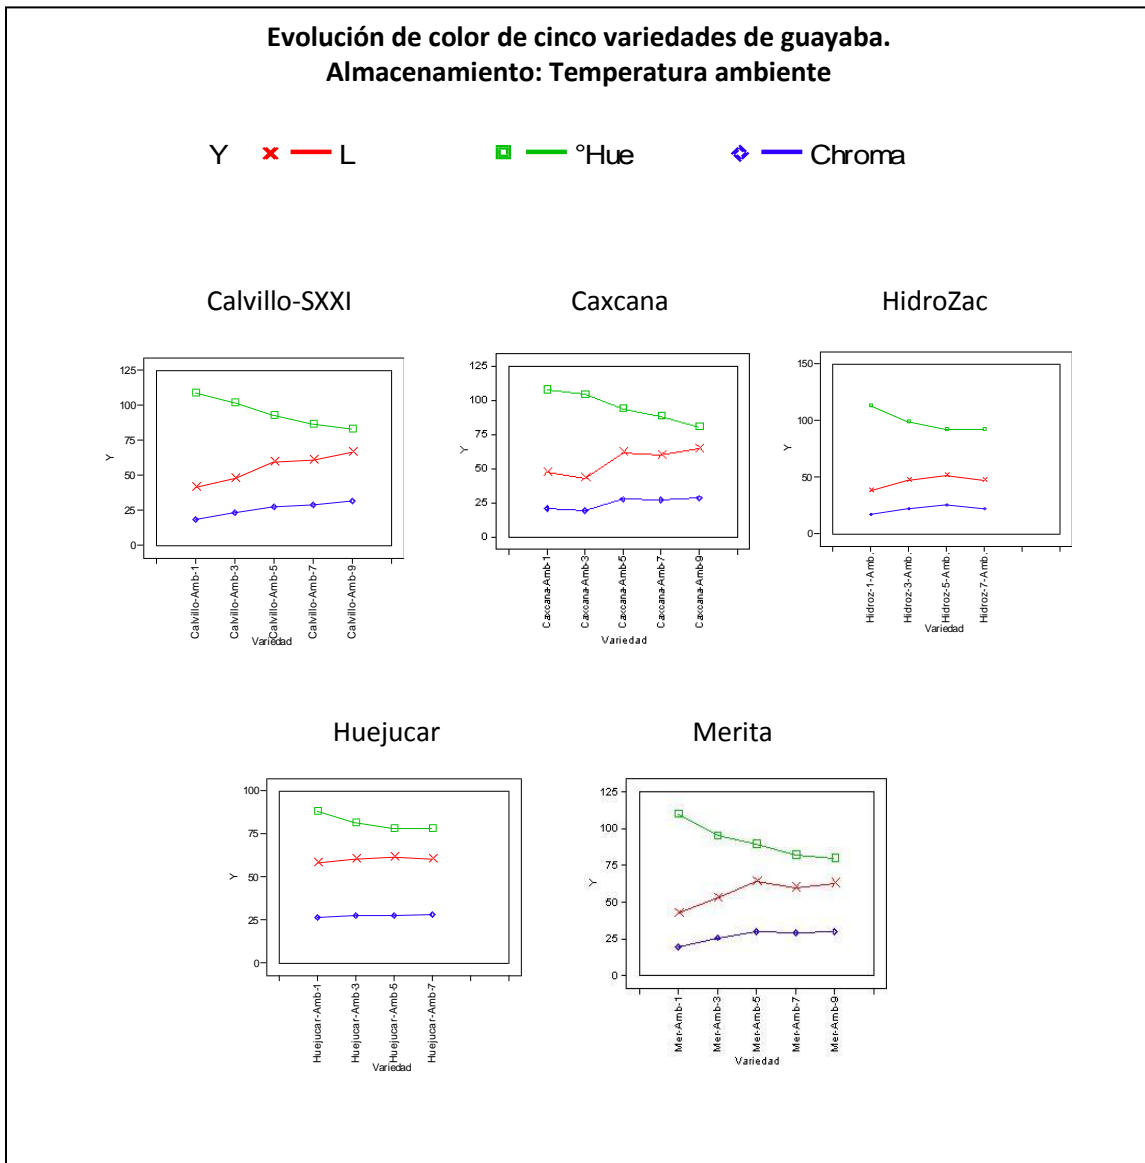 Evolución de color de cinco variedades de guayaba.
Almacenamiento: Temperatura ambiente
Y L °Hue Chroma
Calvillo-SXXI Caxcana HidroZac
125
100
75
50
25
0
Y
Calvillo-Amb-1
Calvillo-Amb-3
Calvillo-Amb-5
Calvillo-Amb-7
Calvillo-Amb-9
Variedad
125
100
75
50
25
0
Y
Caxcana-Amb-1
Caxcana-Amb-3
Caxcana-Amb-5
Caxcana-Amb-7
Caxcana-Amb-9
Variedad
150
100
50
0
Y
Hidroz-1-Amb.
Hidroz-3-Amb.
Hidroz-5-Amb.
Hidroz-7-Amb.
Variedad
Huejucar Merita
100
75
50
25
0
Y
Huejucar-Amb-1
Huejucar-Amb-3
Huejucar-Amb-5
Huejucar-Amb-7
Variedad
125
100
75
50
25
0
Y
Mer-Amb-1
Mer-Amb-3
Mer-Amb-5
Mer-Amb-7
Mer-Amb-9
Variedad